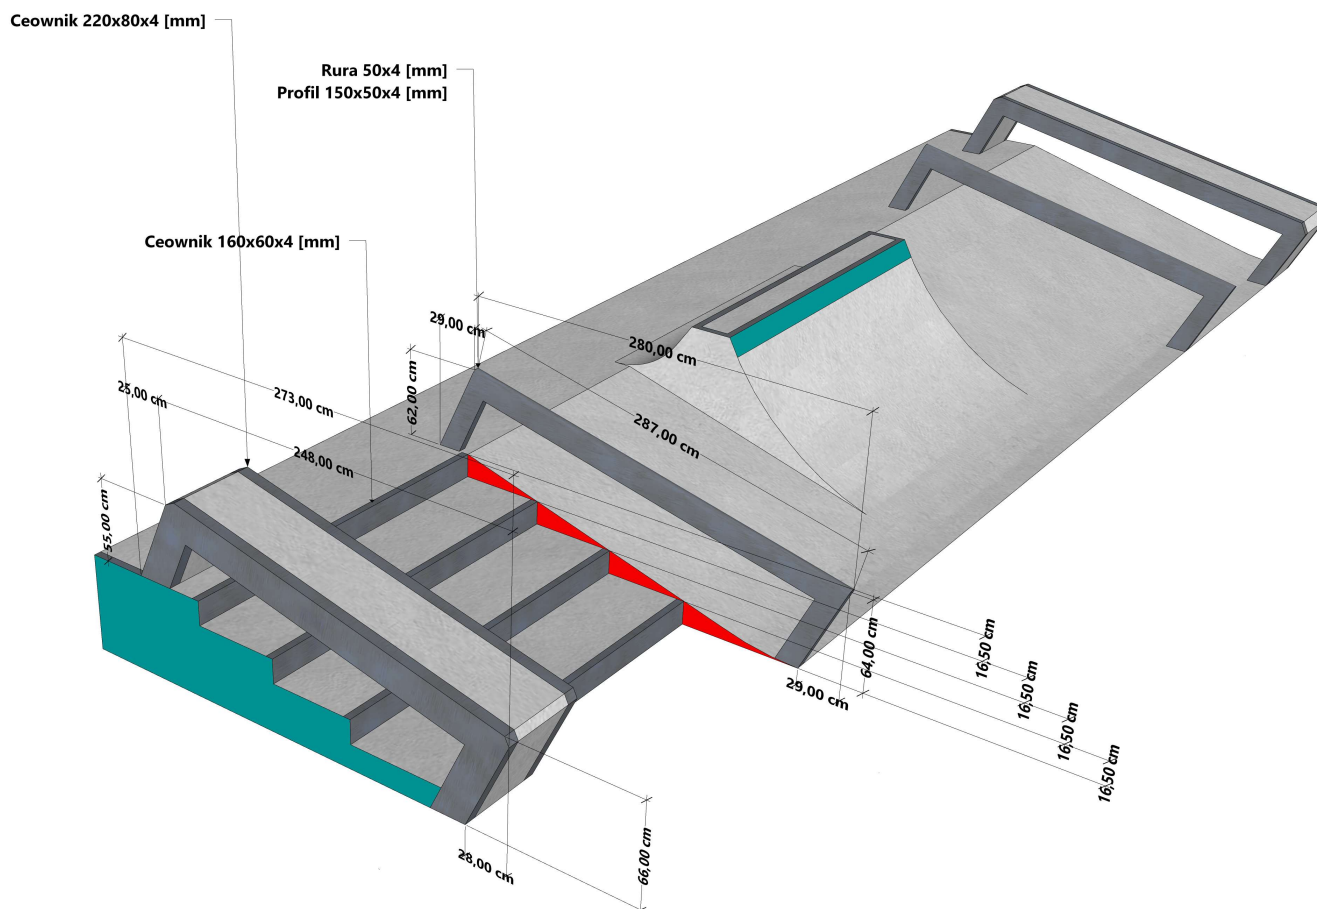 Ceownik 220x80x4 [mm]
Rura 50x4 [mm]
Profil 150x50x4 [mm]
Ceownik 160x60x4 [mm]
29,00 cm
280,00 cm
62,00 cm
273,00 cm
25,00 cm
287,00 cm
248,00 cm
55,00 cm
16,50 cm
64,00 cm
16,50 cm
29,00 cm
16,50 cm
16,50 cm
66,00 cm
28,00 cm